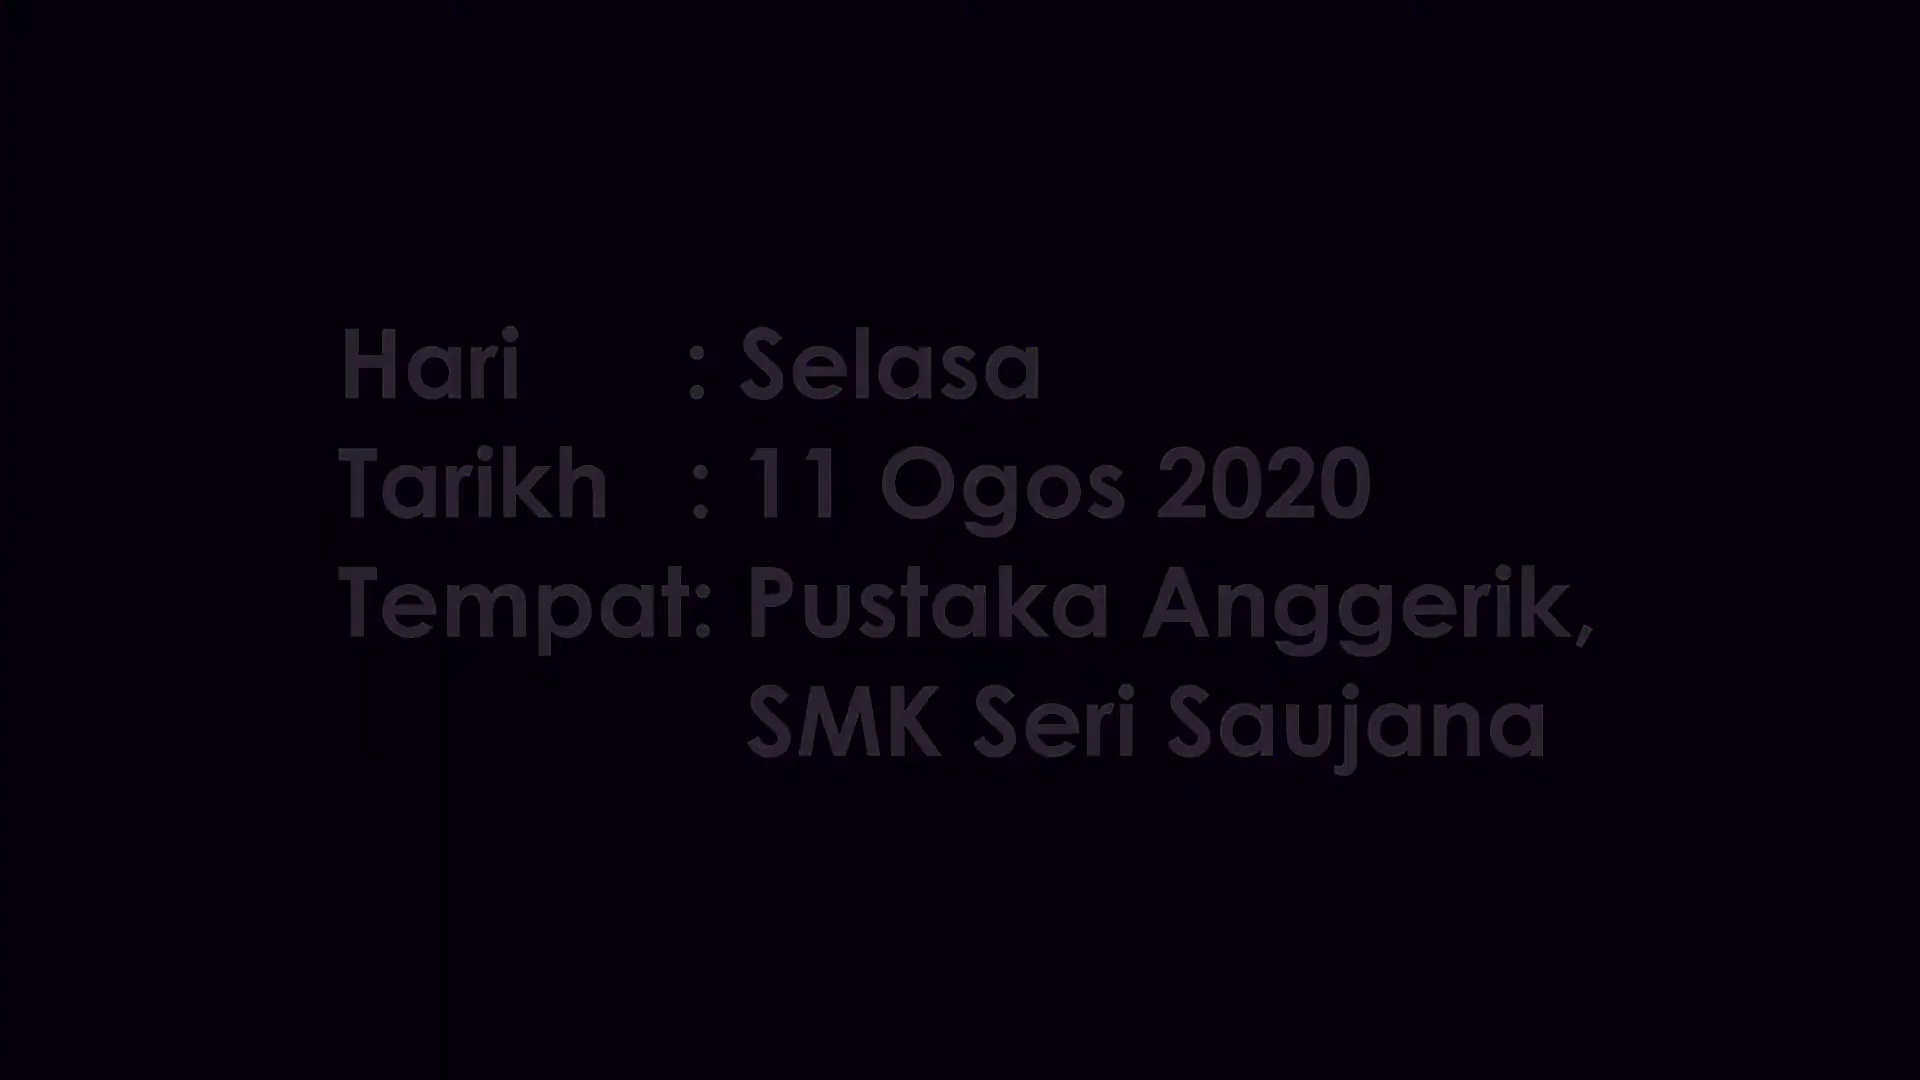 Hari : Selasa
Tarikh : 11 Ogos 2020
Tempat: Pustaka Anggerik,
SMK Seri Saujana